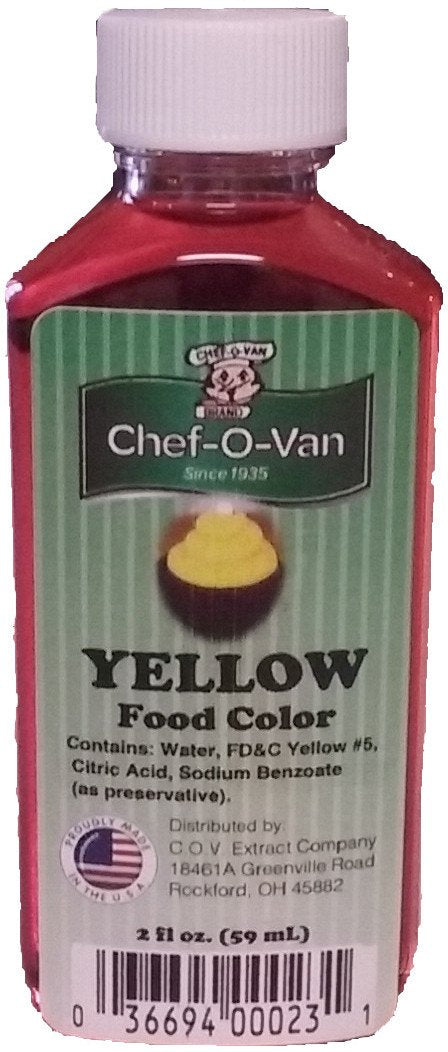 CHEF-O-VAN
BRAND
Chef-O-Van
Since 1935
YELLOW
Food Color
Contains: Water, FD&C Yellow #5,
Citric Acid, Sodium Benzoate
(as preservative).
PROUDLY MADE
IN THE U.S.A
Distributed by:
C O V Extract Company
18461A Greenville Road
Rockford, OH 45882
2 fl oz. (59 mL)
0 36694 00023 1